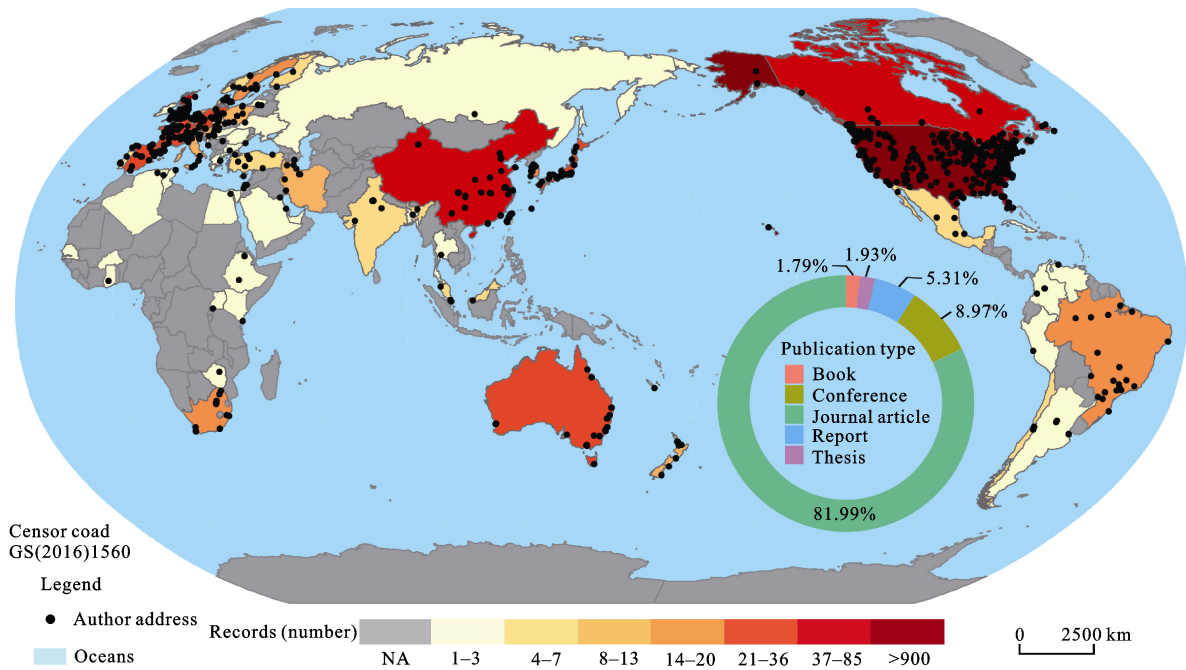 1.79%
1.93%
5.31%
8.97%
Publication type
Book
Conference
Journal article
Report
Thesis
81.99%
Censor coad
GS(2016)1560
Legend
Author address
Oceans
Records (number)
NA 1–3 4–7 8–13 14–20 21–36 37–85 >900
0 2500 km